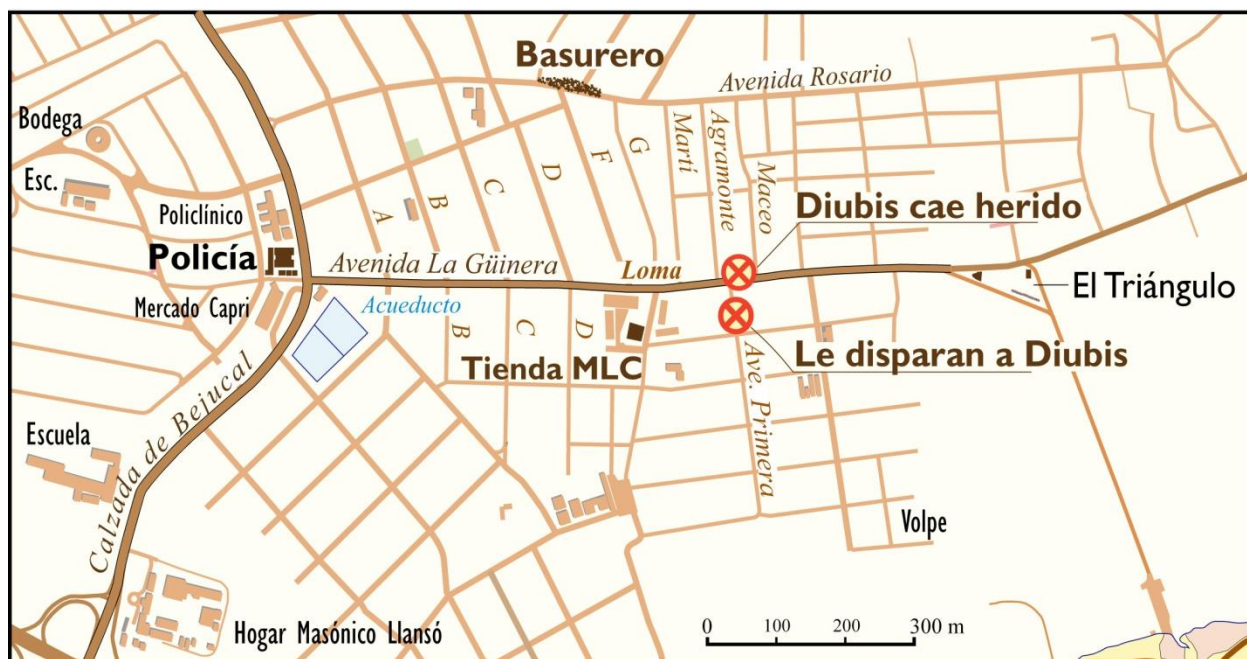 Basurero
Avenida Rosario
Bodega
Esc.
Policlínico
Policía
Mercado Capri
A
B
C
D
F
G
Martí
Agramonte
Maceo
Diubis cae herido
Avenida La Güinera
Loma
Acueducto
El Triángulo
B
C
D
Tienda MLC
Le disparan a Diubis
Ave. Primera
Escuela
Calzada de Bejucal
Volpe
Hogar Masónico Llansó
0 100 200 300 m